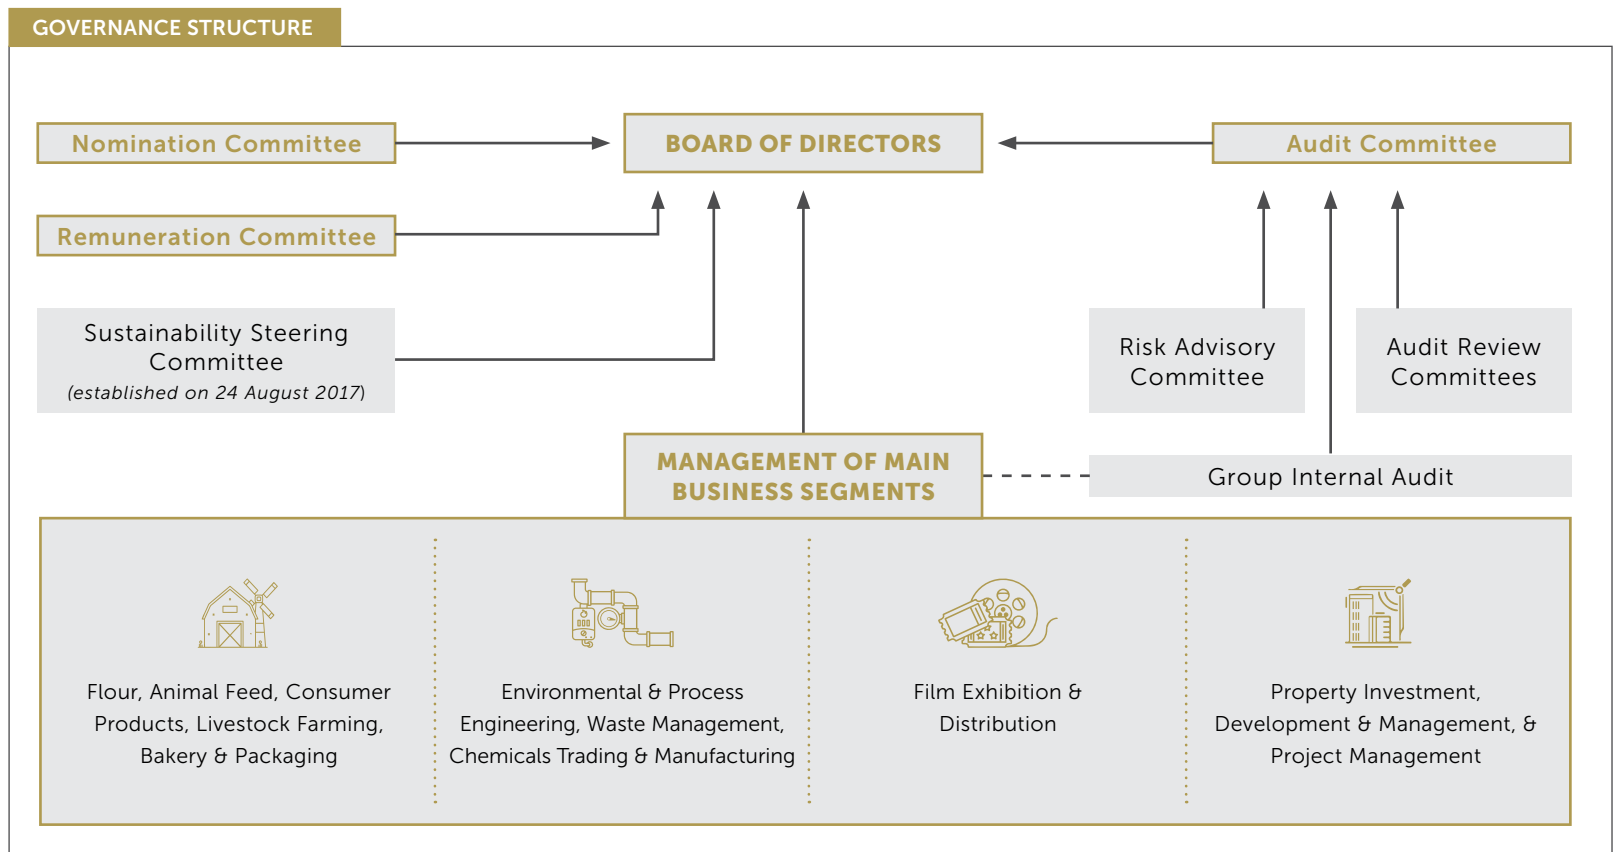 GOVERNANCE STRUCTURE
Nomination Committee
BOARD OF DIRECTORS
Audit Committee
Remuneration Committee
Sustainability Steering
Committee
(established on 24 August 2017)
Risk Advisory
Committee
Audit Review
Committees
MANAGEMENT OF MAIN
BUSINESS SEGMENTS
Group Internal Audit
Flour, Animal Feed, Consumer
Products, Livestock Farming,
Bakery & Packaging
Environmental & Process
Engineering, Waste Management,
Chemicals Trading & Manufacturing
Film Exhibition &
Distribution
Property Investment,
Development & Management, &
Project Management